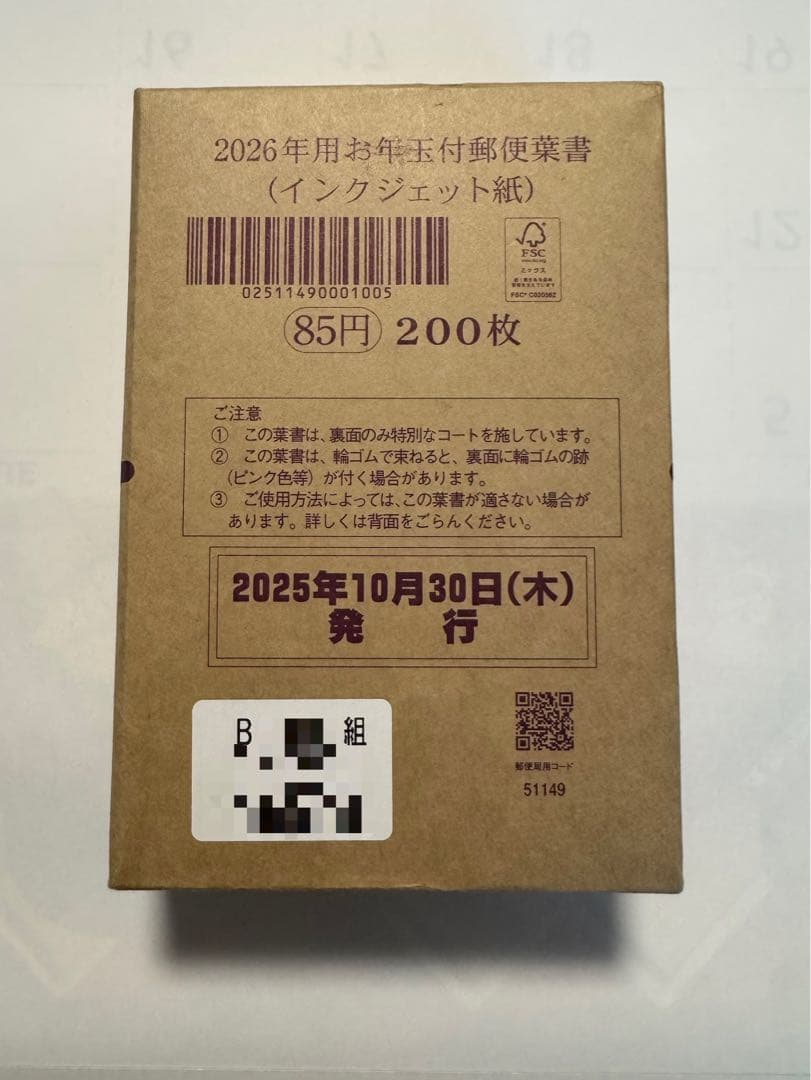 2026年用お年玉付郵便葉書
(インクジェット紙)
02511490001005
FSC
www.fsc.org
ミックス
85円 200枚
ご注意
① この葉書は、裏面のみ特別なコートを施しています。
② この葉書は、輪ゴムで束ねると、裏面に輪ゴムの跡
(ピンク色等)が付く場合があります。
③ ご使用方法によっては、この葉書が適さない場合が
あります。詳しくは背面をごらんください。
2025年10月30日(木)
発 行
B 組
郵便局用コード
51149